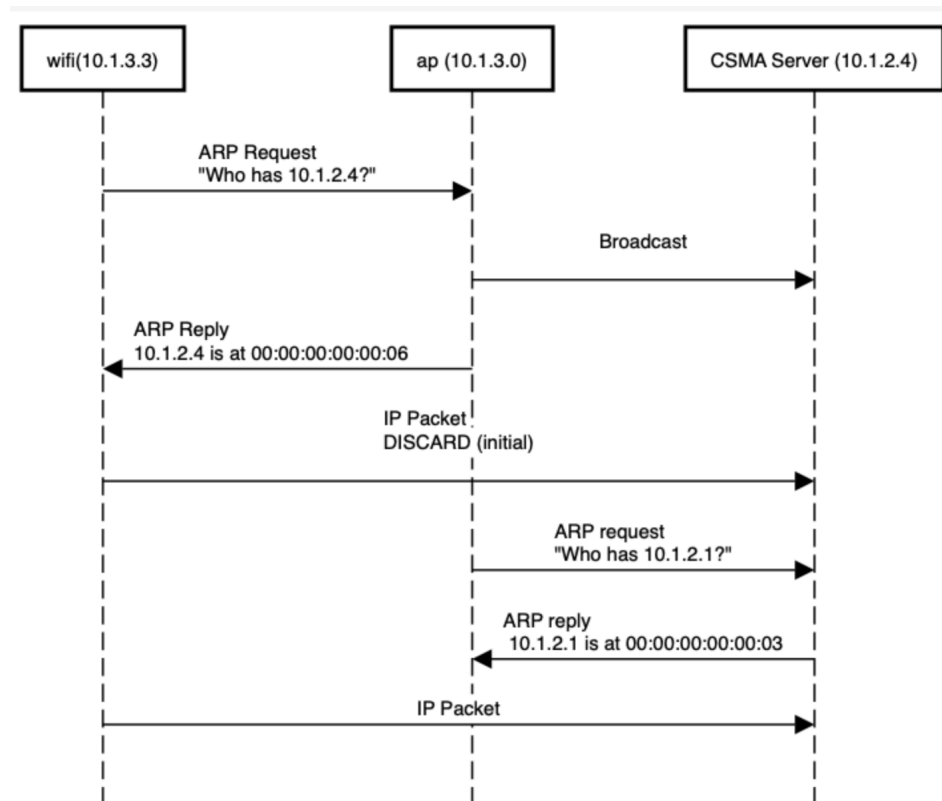 wifi(10.1.3.3)
ap (10.1.3.0)
CSMA Server (10.1.2.4)
ARP Request
"Who has 10.1.2.4?"
Broadcast
ARP Reply
10.1.2.4 is at 00:00:00:00:00:06
IP Packet
DISCARD (initial)
ARP request
"Who has 10.1.2.1?"
ARP reply
10.1.2.1 is at 00:00:00:00:00:03
IP Packet